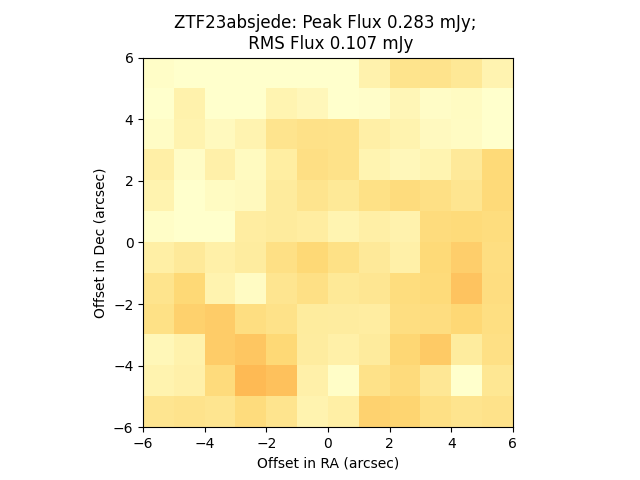 ZTF23absjede: Peak Flux 0.283 mJy;
RMS Flux 0.107 mJy
6
4
2
0
−2
−4
−6
Offset in Dec (arcsec)
−6 −4 −2 0 2 4 6
Offset in RA (arcsec)